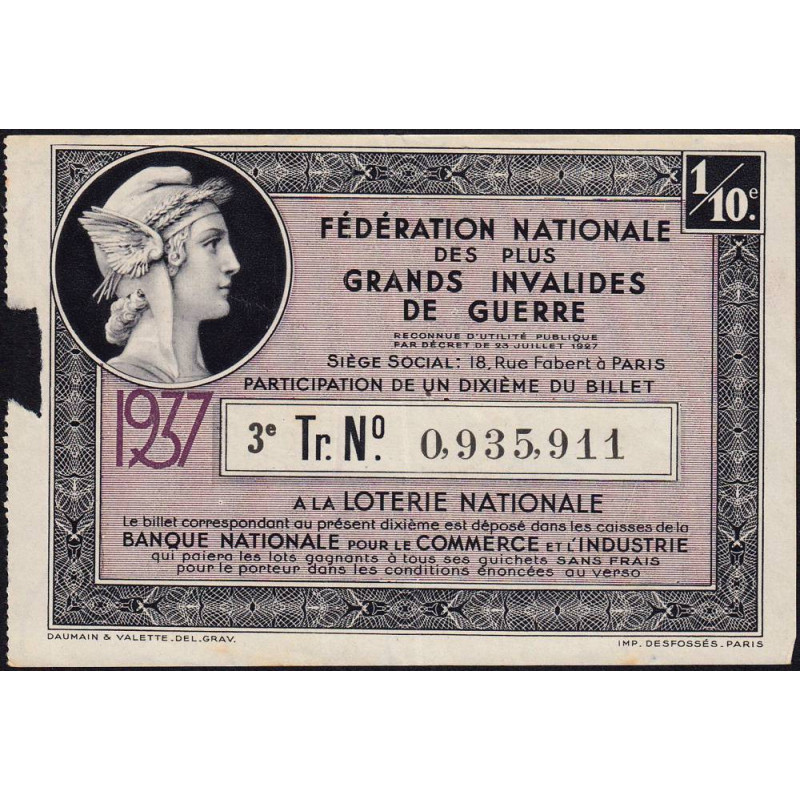 1/10e.
FÉDÉRATION NATIONALE
DES PLUS
GRANDS INVALIDES
DE GUERRE
RECONNUE D'UTILITÉ PUBLIQUE
PAR DÉCRET DE 23 JUILLET 1927
SIÈGE SOCIAL: 18, Rue Fabert à PARIS
PARTICIPATION DE UN DIXIÈME DU BILLET
1937
3e Tr. No. 0,935,911
A LA LOTERIE NATIONALE
Le billet correspondant au présent dixième est déposé dans les caisses de la
BANQUE NATIONALE POUR LE COMMERCE ET L'INDUSTRIE
qui paiera les lots gagnants à tous ses guichets SANS FRAIS
pour le porteur dans les conditions énoncées au verso
DAUMAIN & VALETTE.DEL.GRAV.
IMP. DESFOSSÉS.PARIS